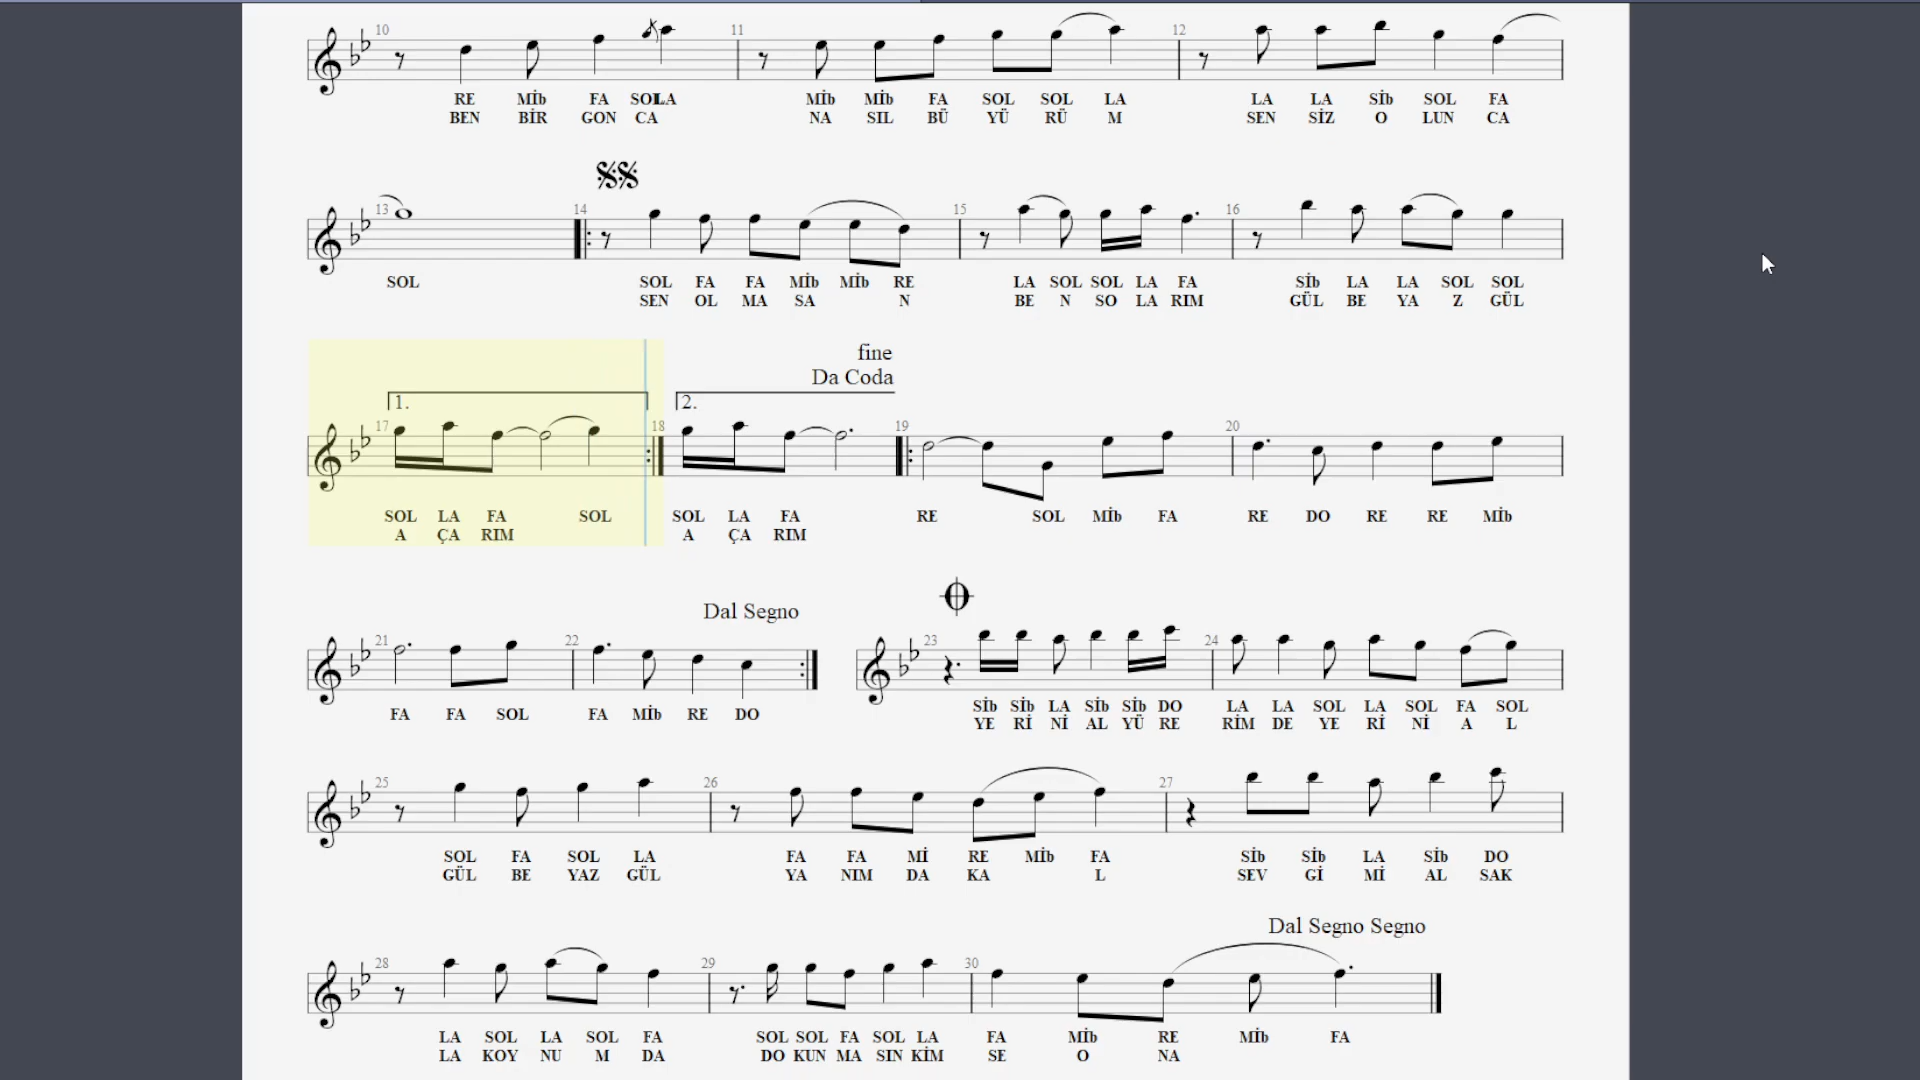 10 11 12
RE Mİb FA SOL LA Mİb Mİb FA SOL SOL LA LA LA Sİb SOL FA
BEN BİR GON CA NA SIL BÜ YÜ RÜ M SEN SİZ O LUN CA
13 14 15 16
SOL SOL FA FA Mİb Mİb RE LA SOL SOL LA FA Sİb LA LA SOL SOL
SEN OL MA SA N BE N SO LA RIM GÜL BE YA Z GÜL
fine
Da Coda
1. 2.
17 18 19 20
SOL LA FA SOL SOL LA FA RE SOL Mİb FA RE DO RE RE Mİb
A ÇA RIM A ÇA RIM
Dal Segno
21 22 23 24
FA FA SOL FA Mİb RE DO Sİb Sİb LA Sİb Sİb DO LA LA SOL LA SOL FA SOL
YE Rİ Nİ AL YÜ RE RİM DE YE Rİ Nİ A L
25 26 27
SOL FA SOL LA FA FA Mİ RE Mİb FA Sİb Sİb LA Sİb DO
GÜL BE YAZ GÜL YA NIM DA KA L SEV Gİ Mİ AL SAK
Dal Segno Segno
28 29 30
LA SOL LA SOL FA SOL SOL FA SOL LA FA Mİb RE Mİb FA
LA KOY NU M DA DO KUN MA SIN KİM SE O NA